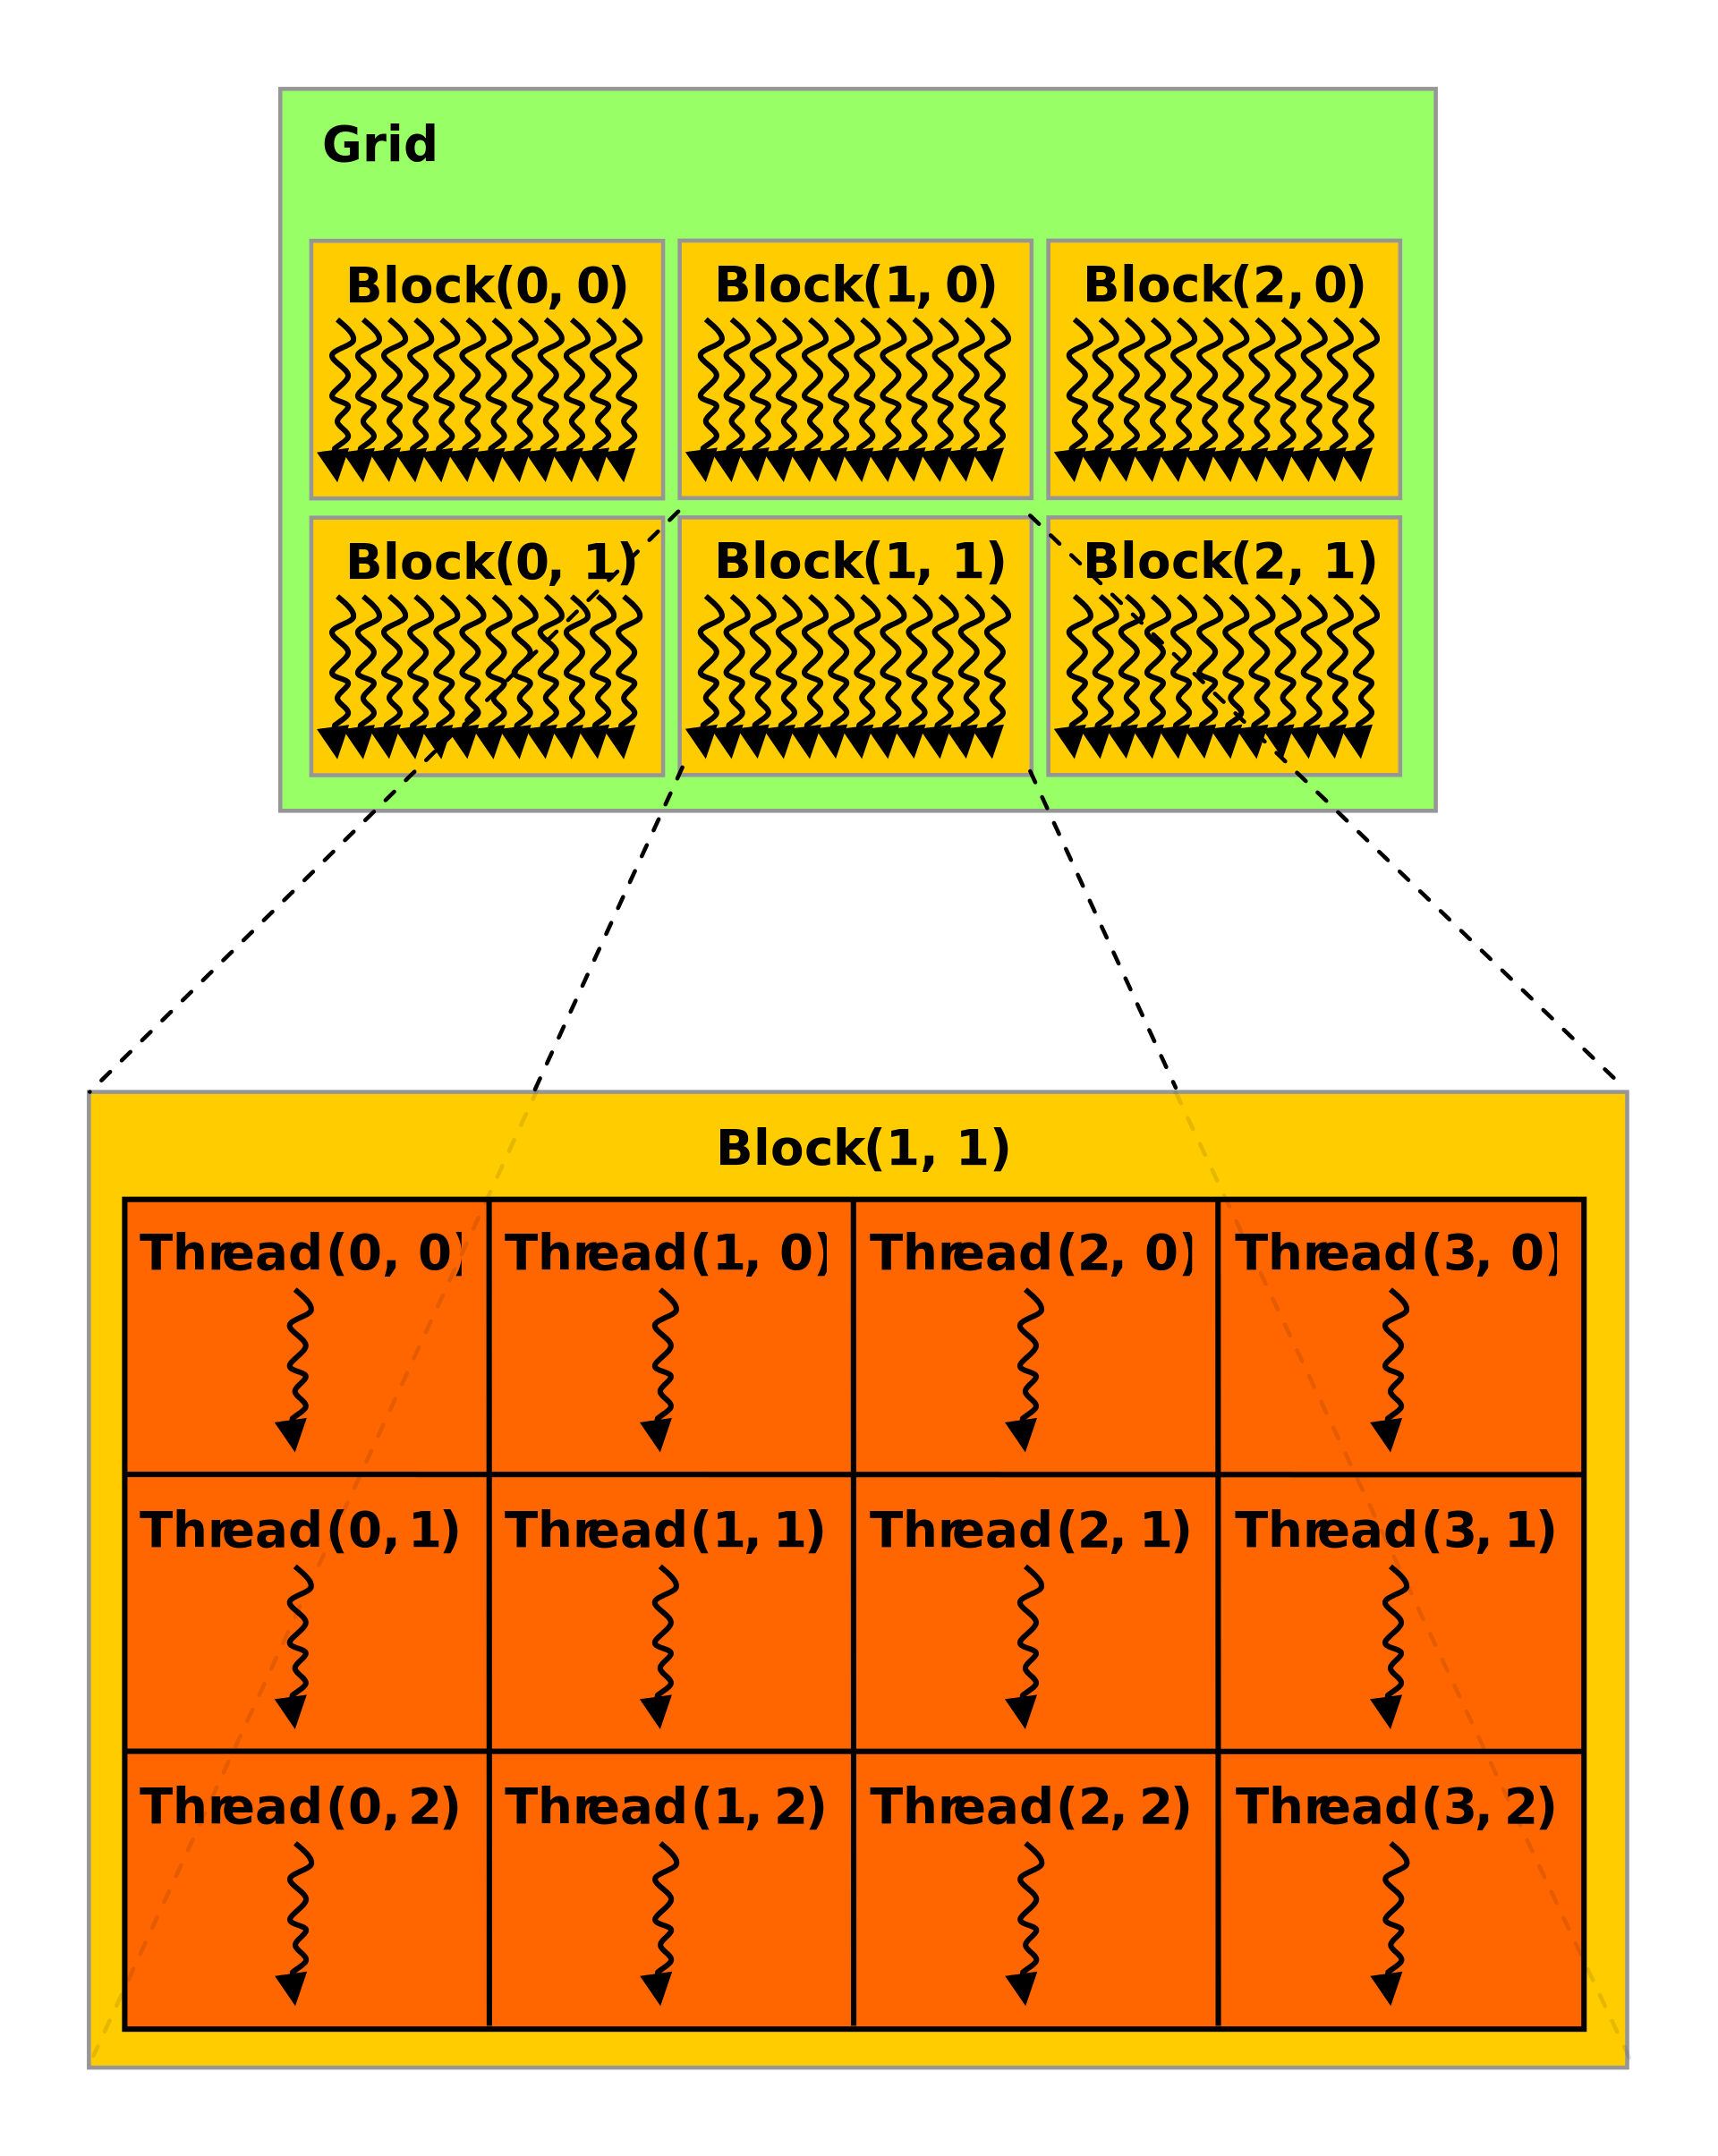 Grid
Block(0, 0) Block(1, 0) Block(2, 0)
Block(0, 1) Block(1, 1) Block(2, 1)
Block(1, 1)
Thread(0, 0) Thread(1, 0) Thread(2, 0) Thread(3, 0)
Thread(0, 1) Thread(1, 1) Thread(2, 1) Thread(3, 1)
Thread(0, 2) Thread(1, 2) Thread(2, 2) Thread(3, 2)